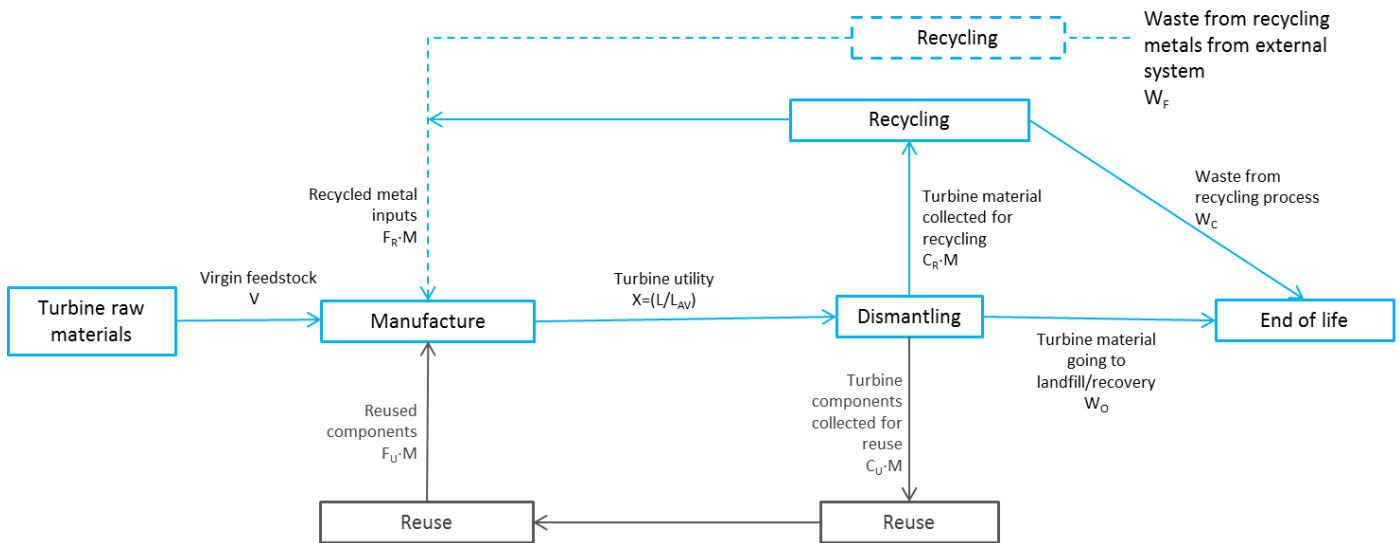 Recycling
Waste from recycling
metals from external
system
W_F
Recycling
Recycled metal
inputs
F_R·M
Turbine material
collected for
recycling
C_R·M
Waste from
recycling process
W_C
Virgin feedstock
V
Turbine utility
X=(L/L_AV)
Turbine raw
materials
Manufacture
Dismantling
End of life
Turbine material
going to
landfill/recovery
W_O
Reused
components
F_U·M
Turbine
components
collected for
reuse
C_U·M
Reuse
Reuse